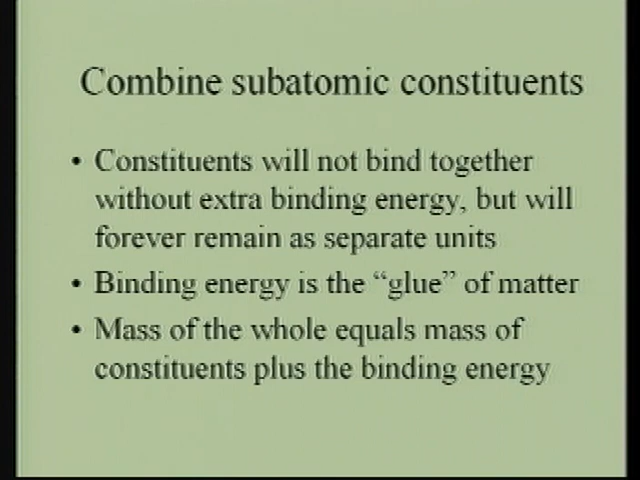 Combine subatomic constituents
• Constituents will not bind together
without extra binding energy, but will
forever remain as separate units
• Binding energy is the “glue” of matter
• Mass of the whole equals mass of
constituents plus the binding energy